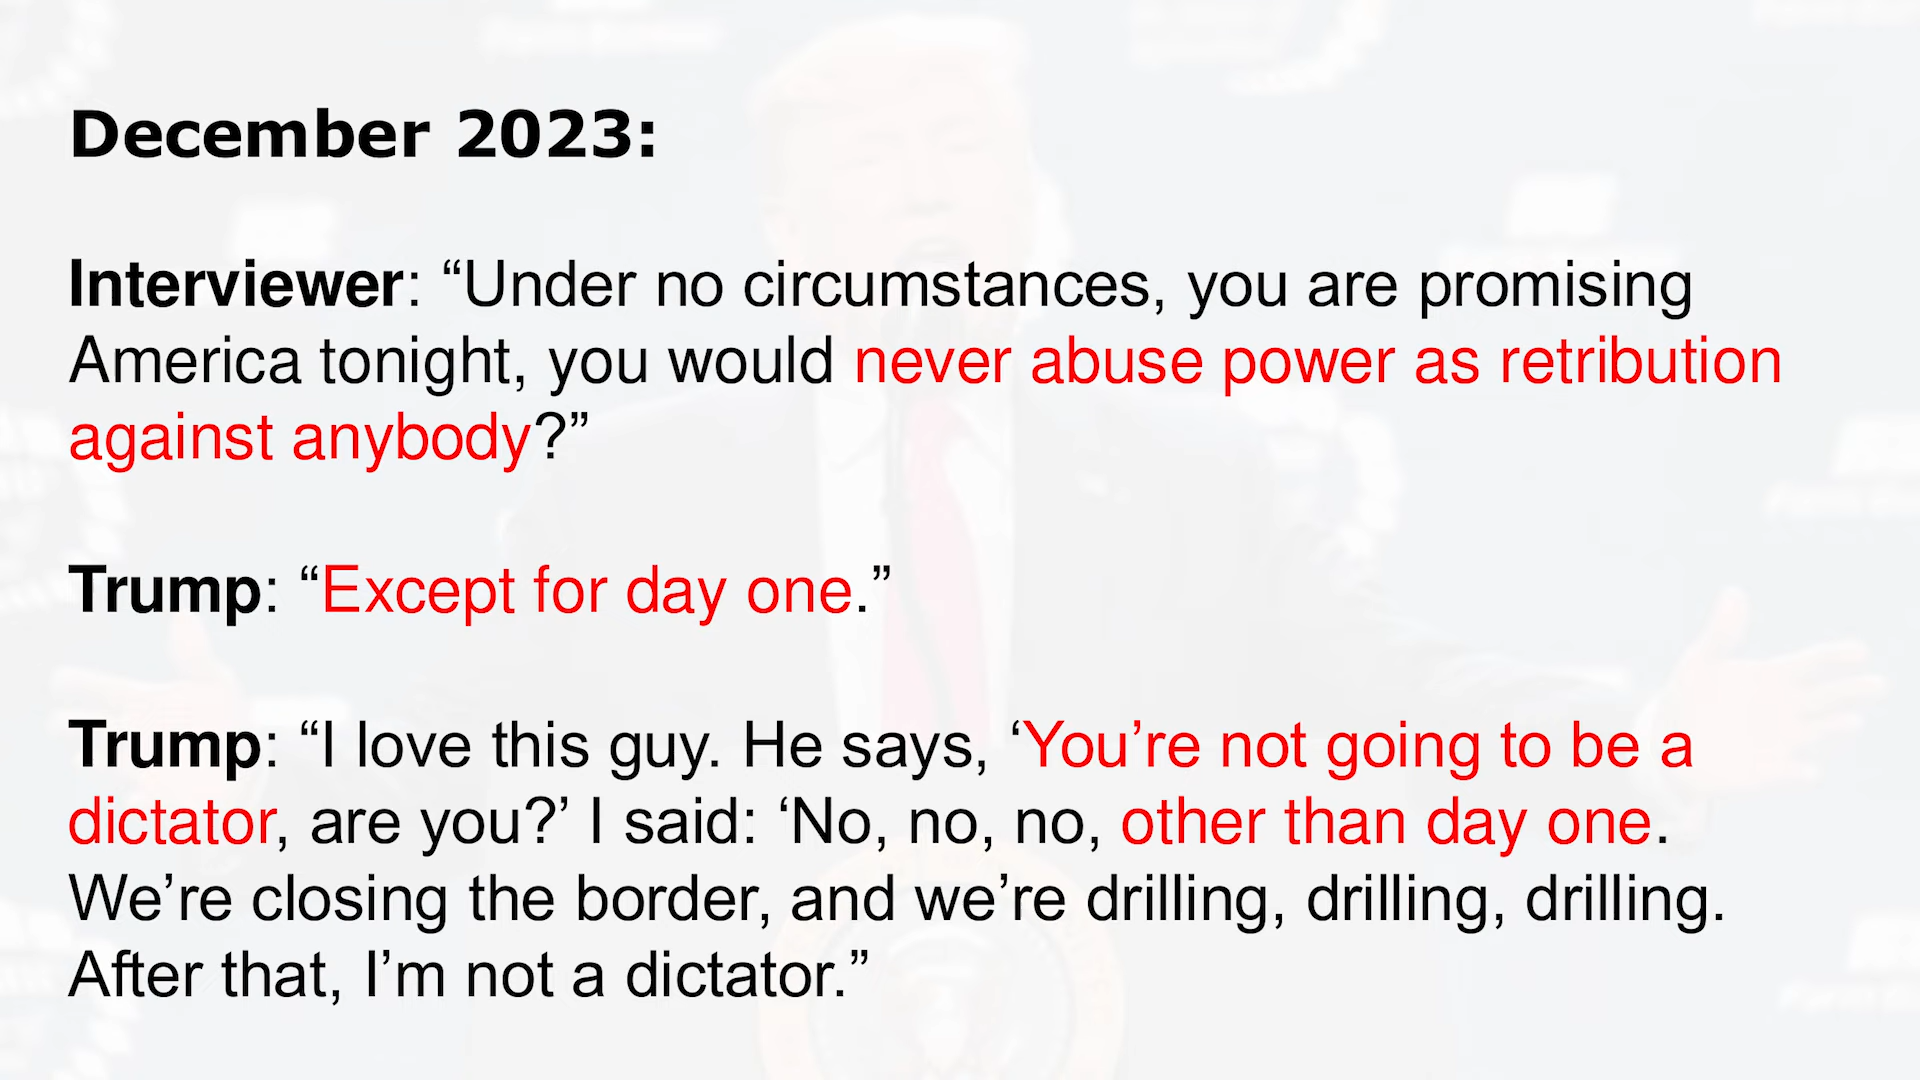 December 2023:
Interviewer: “Under no circumstances, you are promising
America tonight, you would never abuse power as retribution
against anybody?”
Trump: “Except for day one.”
Trump: “I love this guy. He says, ‘You’re not going to be a
dictator, are you?’ I said: ‘No, no, no, other than day one.
We’re closing the border, and we’re drilling, drilling, drilling.
After that, I’m not a dictator.”